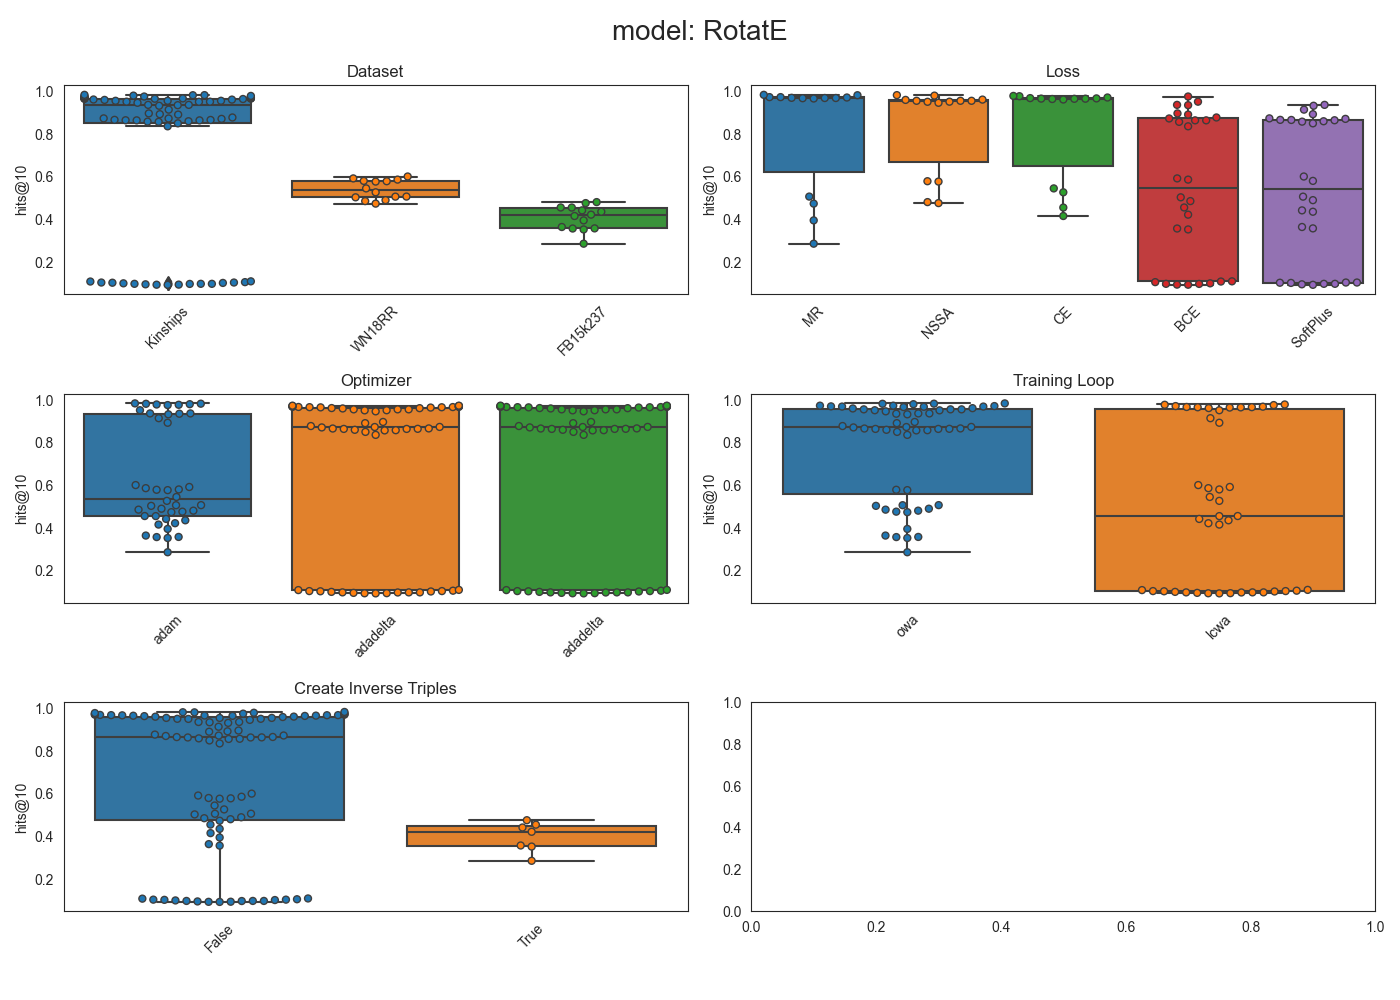 model: RotatE
Dataset
hits@10
1.0
0.8
0.6
0.4
0.2
Kinships
WN18RR
FB15k237
Loss
hits@10
1.0
0.8
0.6
0.4
0.2
MR
NSSA
CE
BCE
SoftPlus
Optimizer
hits@10
1.0
0.8
0.6
0.4
0.2
adam
adadelta
adadelta
Training Loop
hits@10
1.0
0.8
0.6
0.4
0.2
owa
lcwa
Create Inverse Triples
hits@10
1.0
0.8
0.6
0.4
0.2
False
True
1.0
0.8
0.6
0.4
0.2
0.0
0.0
0.2
0.4
0.6
0.8
1.0